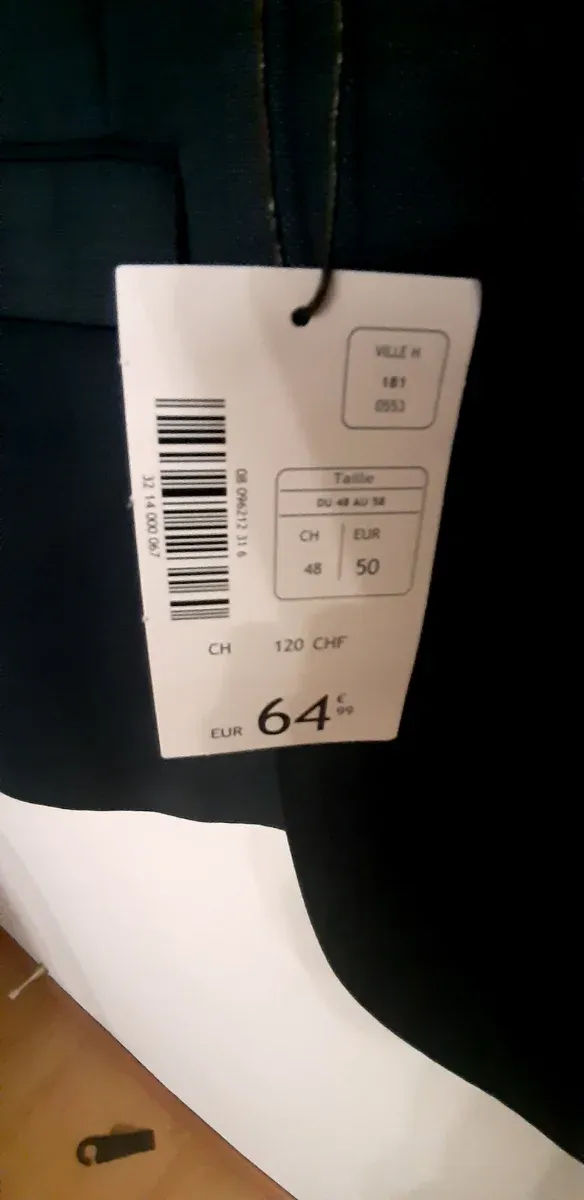 VILLE H
181
0553
Taille
DU 48 AU 58
CH EUR
48 50
08 096212 31 6
32 14 000 067
CH 120 CHF
EUR 64 €99